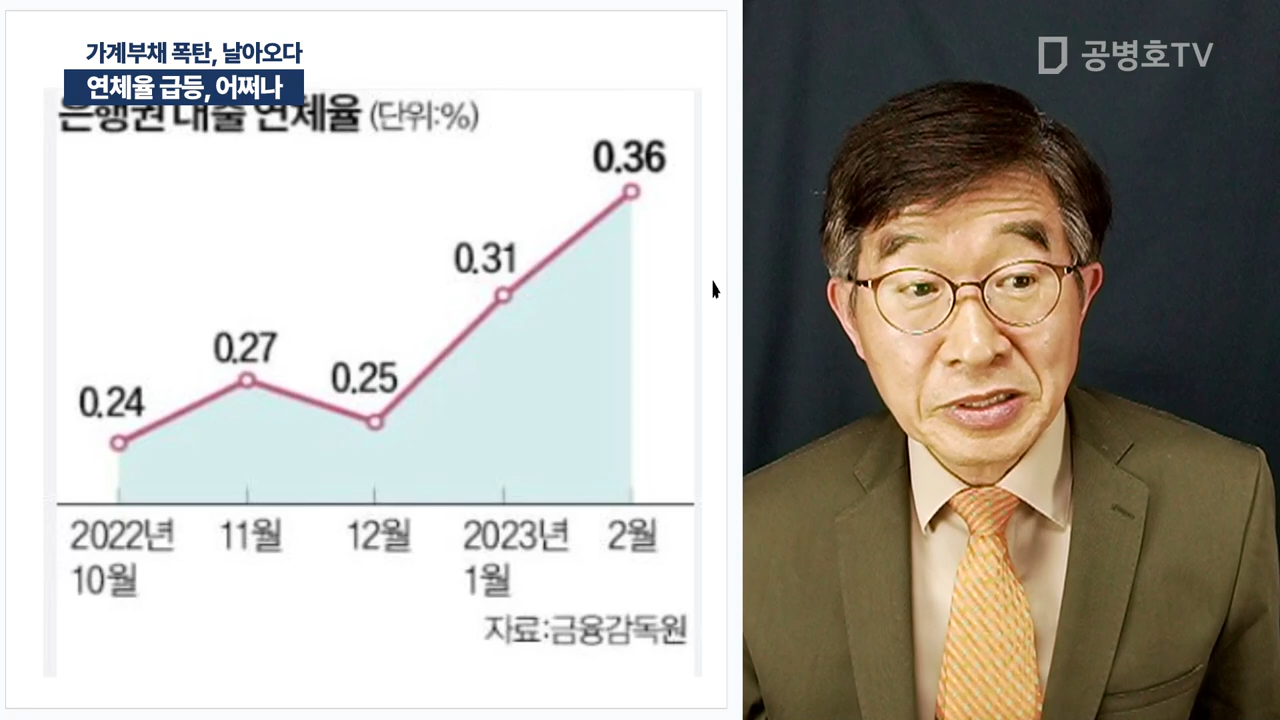 가계부채 폭탄, 날아오다
연체율 급등, 어쩌나
공병호TV
은행권 대출 연체율 (단위:%)
0.24
0.27
0.25
0.31
0.36
2022년 11월 12월 2023년 2월
10월 1월
자료:금융감독원